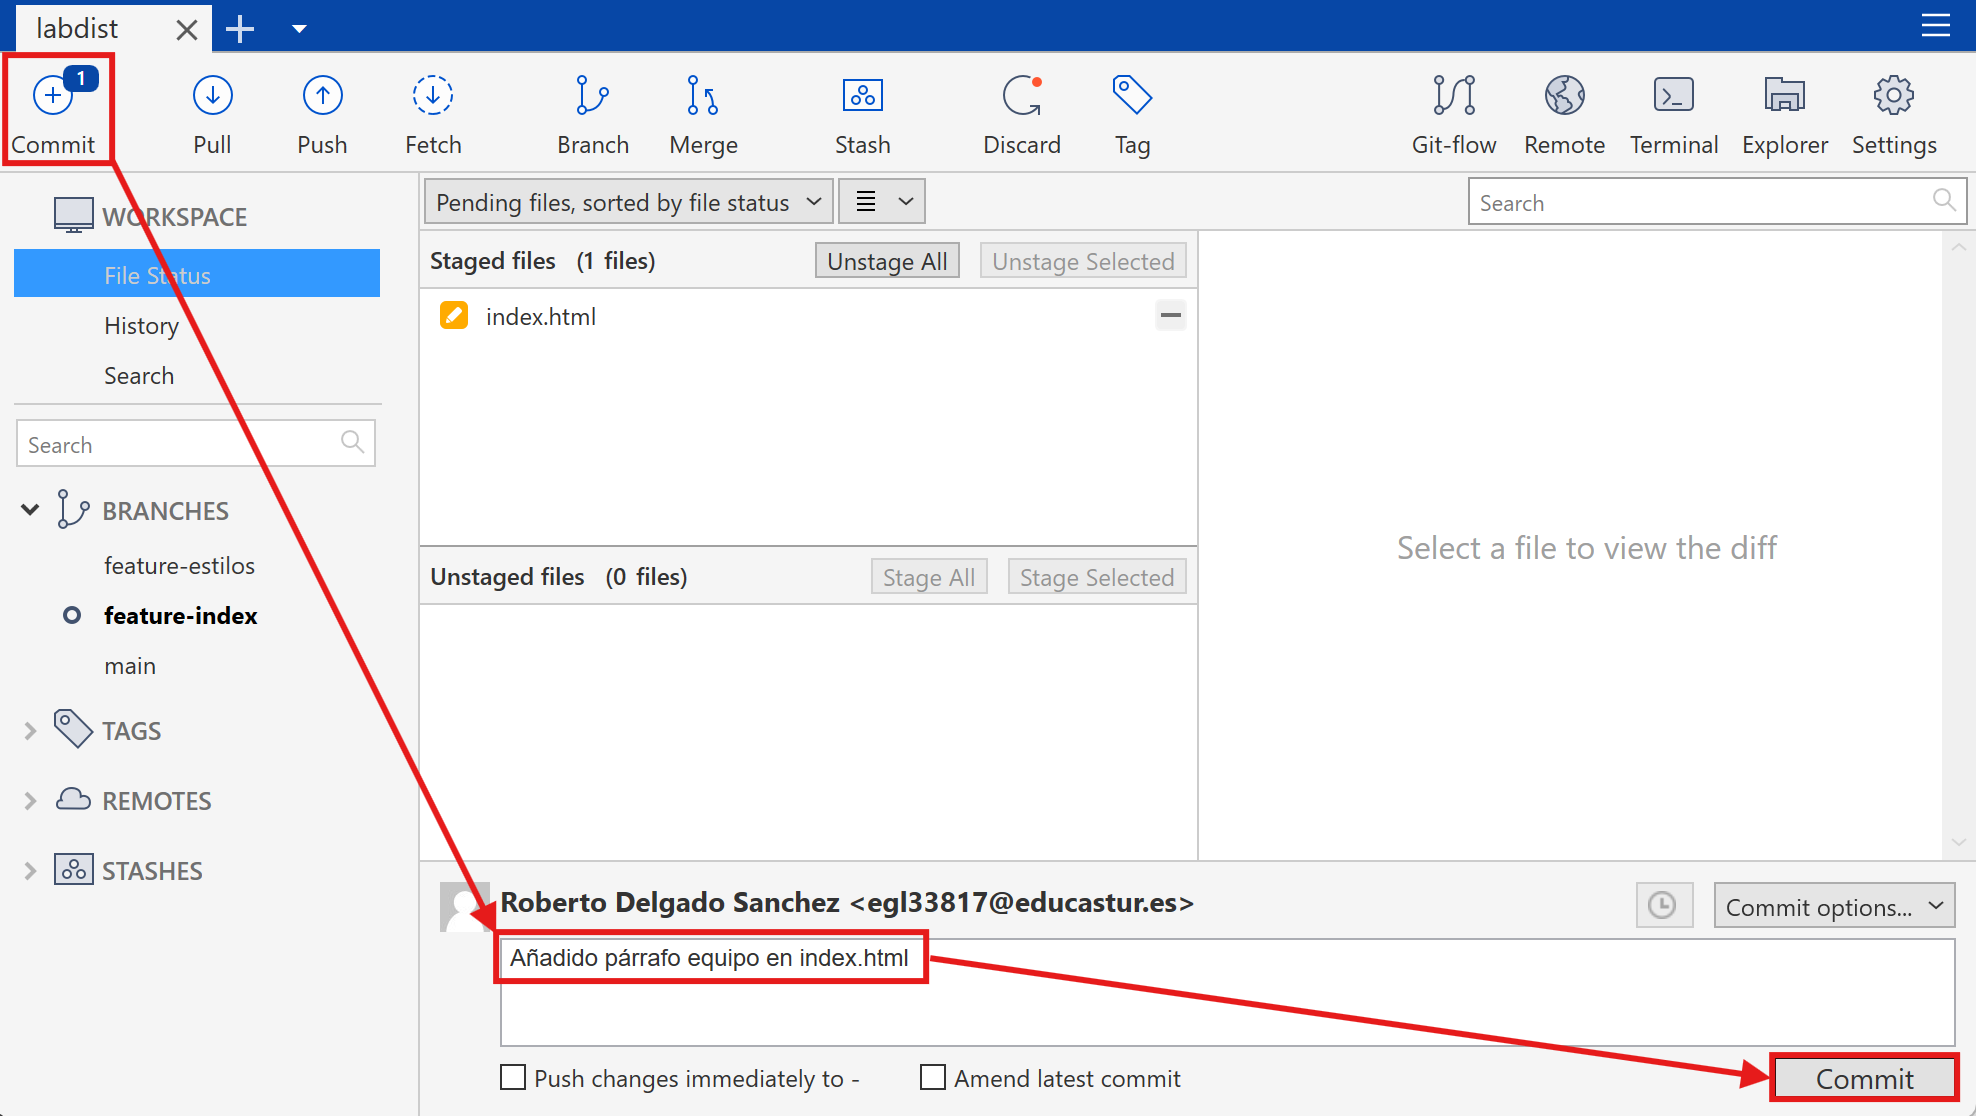 labdist
1
Commit
Pull
Push
Fetch
Branch
Merge
Stash
Discard
Tag
Git-flow
Remote
Terminal
Explorer
Settings
WORKSPACE
File Status
History
Search
Search
BRANCHES
feature-estilos
feature-index
main
TAGS
REMOTES
STASHES
Pending files, sorted by file status
Search
Staged files (1 files)
Unstage All
Unstage Selected
index.html
Unstaged files (0 files)
Stage All
Stage Selected
Select a file to view the diff
Roberto Delgado Sanchez <egl33817@educastur.es>
Commit options...
Añadido párrafo equipo en index.html
Push changes immediately to -
Amend latest commit
Commit